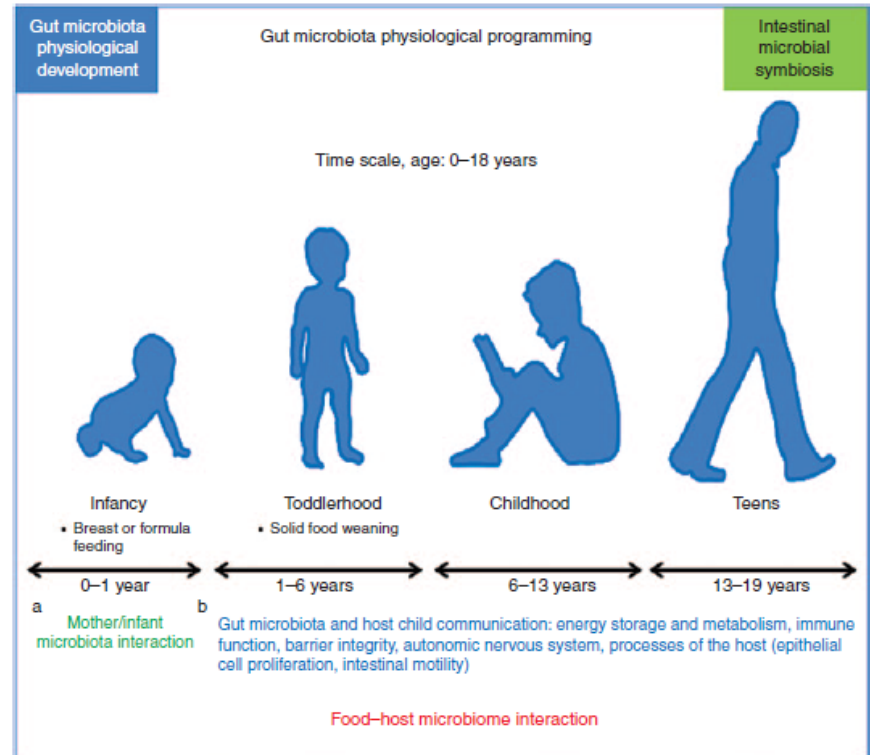 Gut microbiota
physiological
development
Gut microbiota physiological programming
Intestinal
microbial
symbiosis
Time scale, age: 0–18 years
Infancy
• Breast or formula
feeding
Toddlerhood
• Solid food weaning
Childhood
Teens
0–1 year
1–6 years
6–13 years
13–19 years
a
Mother/infant
microbiota interaction
b
Gut microbiota and host child communication: energy storage and metabolism, immune
function, barrier integrity, autonomic nervous system, processes of the host (epithelial
cell proliferation, intestinal motility)
Food–host microbiome interaction